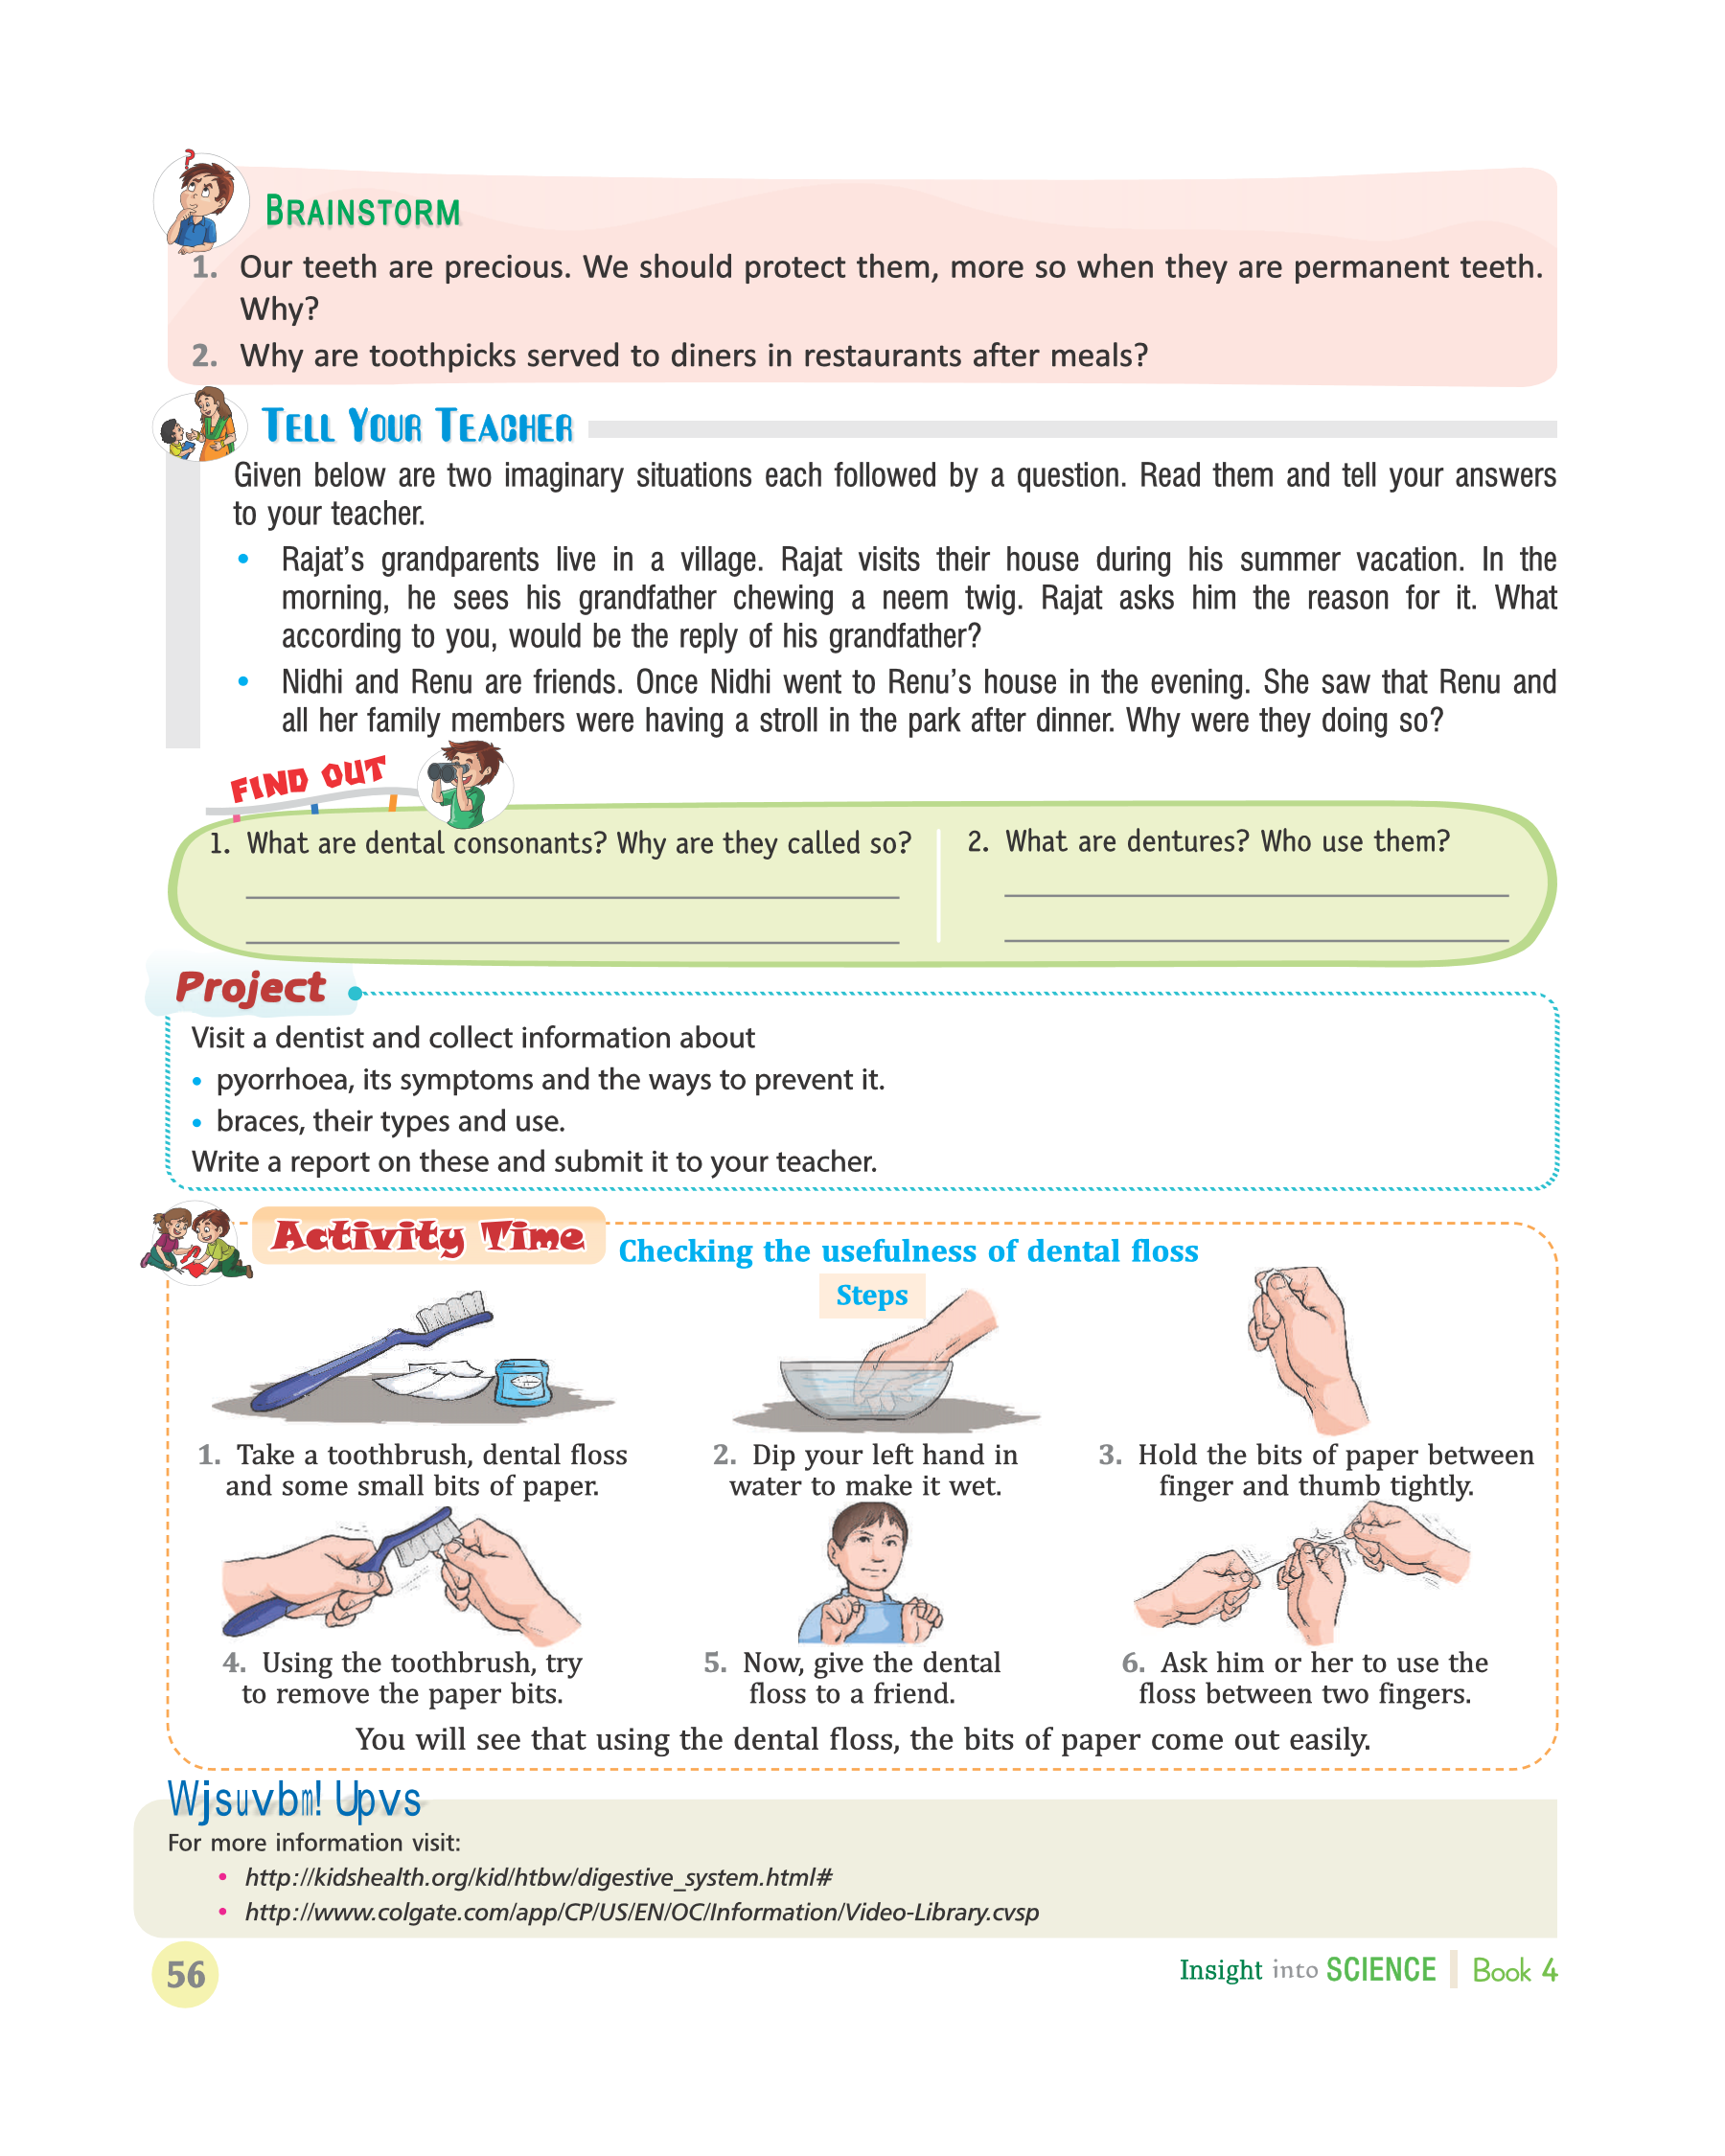 ?
BRAINSTORM
1. Our teeth are precious. We should protect them, more so when they are permanent teeth.
Why?
2. Why are toothpicks served to diners in restaurants after meals?
TELL YOUR TEACHER
Given below are two imaginary situations each followed by a question. Read them and tell your answers
to your teacher.
• Rajat's grandparents live in a village. Rajat visits their house during his summer vacation. In the
morning, he sees his grandfather chewing a neem twig. Rajat asks him the reason for it. What
according to you, would be the reply of his grandfather?
• Nidhi and Renu are friends. Once Nidhi went to Renu's house in the evening. She saw that Renu and
all her family members were having a stroll in the park after dinner. Why were they doing so?
FIND OUT
1. What are dental consonants? Why are they called so?
2. What are dentures? Who use them?
Project
Visit a dentist and collect information about
• pyorrhoea, its symptoms and the ways to prevent it.
• braces, their types and use.
Write a report on these and submit it to your teacher.
Activity Time
Checking the usefulness of dental floss
Steps
1. Take a toothbrush, dental floss
and some small bits of paper.
2. Dip your left hand in
water to make it wet.
3. Hold the bits of paper between
finger and thumb tightly.
4. Using the toothbrush, try
to remove the paper bits.
5. Now, give the dental
floss to a friend.
6. Ask him or her to use the
floss between two fingers.
You will see that using the dental floss, the bits of paper come out easily.
Wjsuvbm! Upvs
For more information visit:
• http://kidshealth.org/kid/htbw/digestive_system.html#
• http://www.colgate.com/app/CP/US/EN/OC/Information/Video-Library.cvsp
56
Insight into SCIENCE | Book 4